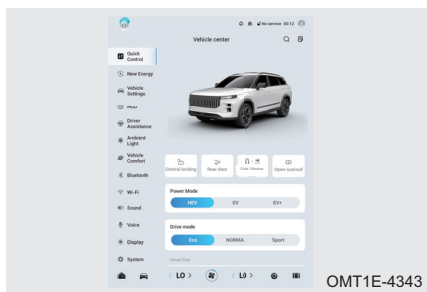 No service 00:12
Vehicle center
Quick
Control
New Energy
Vehicle
Settings
HUD
Driver
Assistance
Ambient
Light
Vehicle
Comfort
Bluetooth
Wi-Fi
Sound
Voice
Display
System
Central locking
Rear door
Open sunroof
Power Mode
HEV
EV
EV+
Drive mode
Eco
NORMAL
Sport
Smart Key
< LO >
< LO >
OMT1E-4343